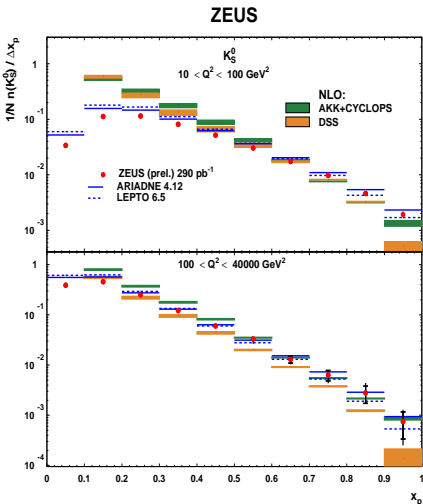 ZEUS
1/N n(K⁰S) / Δxp
K⁰S
10 < Q² < 100 GeV²
NLO:
AKK+CYCLOPS
DSS
ZEUS (prel.) 290 pb⁻¹
ARIADNE 4.12
LEPTO 6.5
1
10⁻¹
10⁻²
10⁻³
100 < Q² < 40000 GeV²
1
10⁻¹
10⁻²
10⁻³
10⁻⁴
0 0.1 0.2 0.3 0.4 0.5 0.6 0.7 0.8 0.9 1
xp